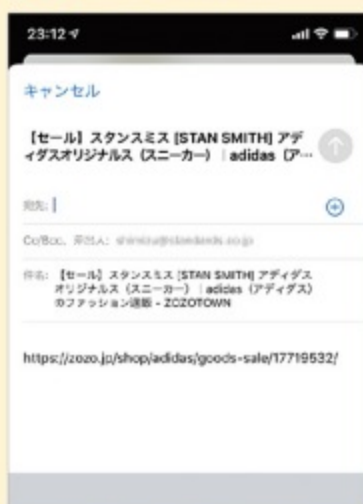 23:12
キャンセル
【セール】スタンスミス [STAN SMITH] アデ
ィダスオリジナルス（スニーカー）｜adidas（ア…
宛先:
Cc/Bcc、差出人:
件名: 【セール】スタンスミス [STAN SMITH] アディダス
オリジナルス（スニーカー）｜adidas（アディダス）
のファッション通販 - ZOZOTOWN
https://zozo.jp/shop/adidas/goods-sale/17719532/